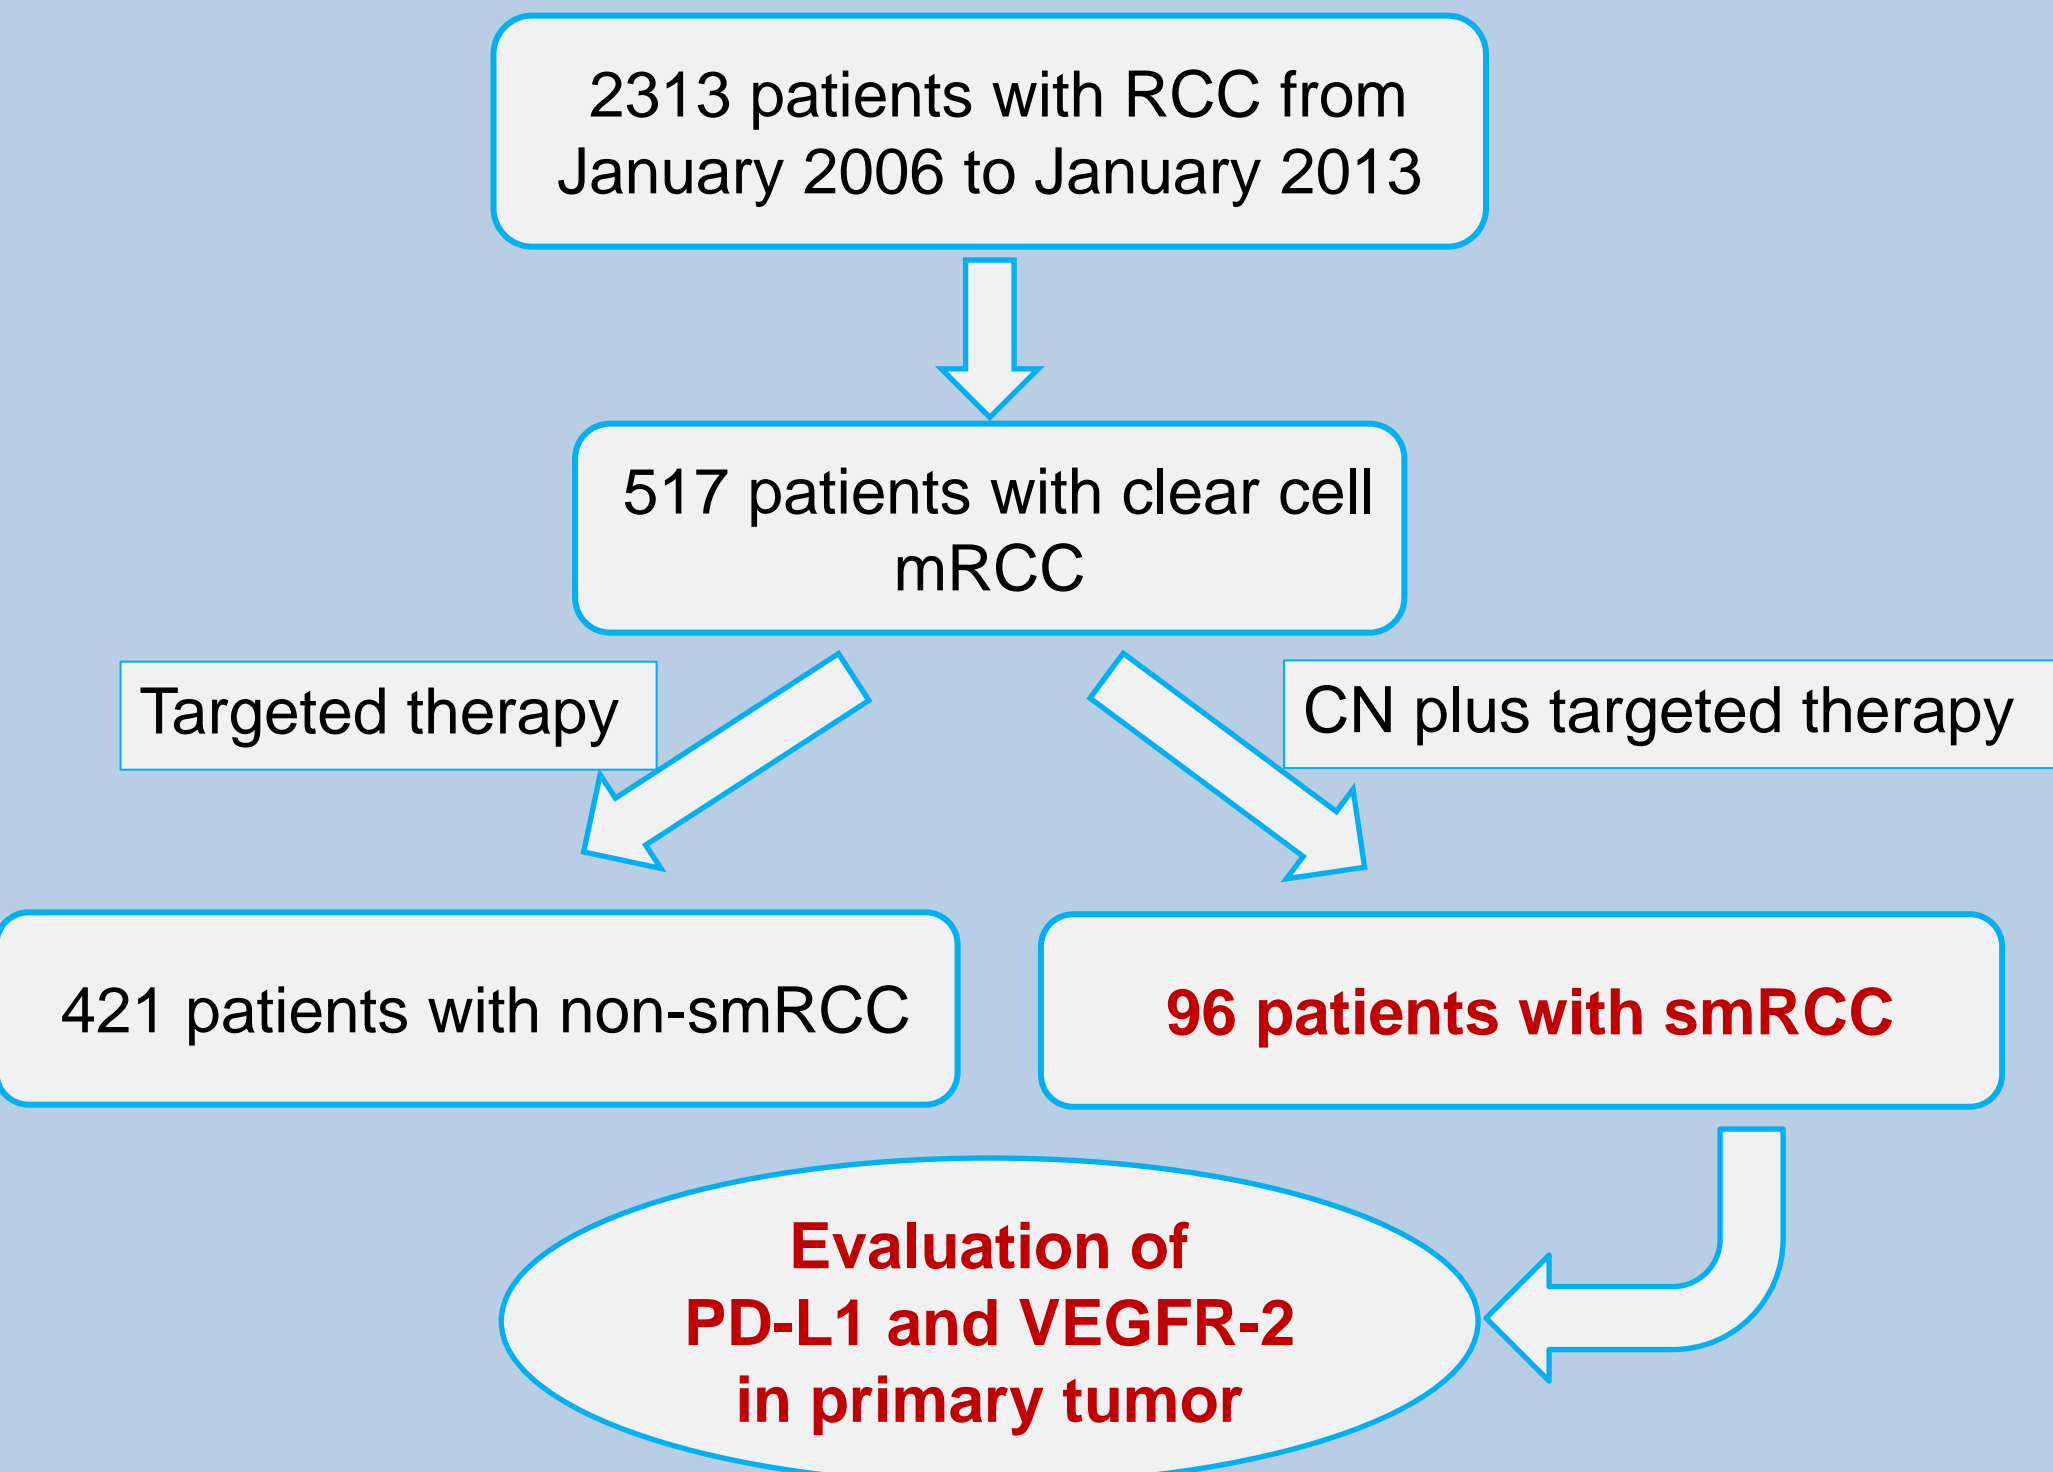 2313 patients with RCC from
January 2006 to January 2013
517 patients with clear cell
mRCC
Targeted therapy
CN plus targeted therapy
421 patients with non-smRCC
96 patients with smRCC
Evaluation of
PD-L1 and VEGFR-2
in primary tumor